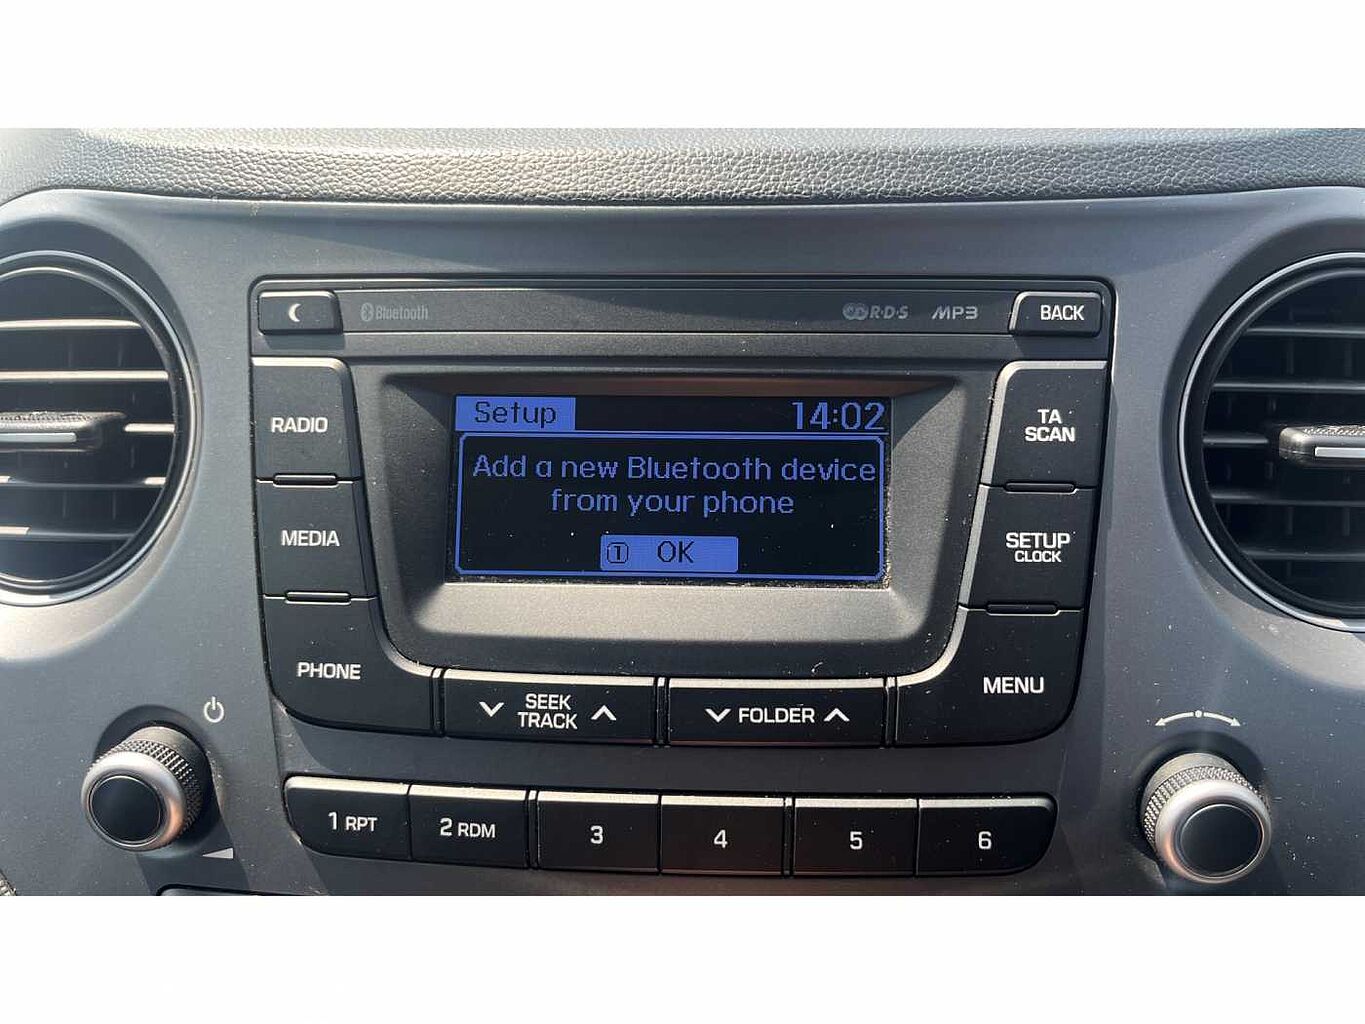 Bluetooth
R·D·S
MP3
BACK
RADIO
MEDIA
PHONE
Setup
14:02
Add a new Bluetooth device
from your phone
1 OK
TA
SCAN
SETUP
CLOCK
MENU
SEEK
TRACK
FOLDER
1 RPT
2 RDM
3
4
5
6